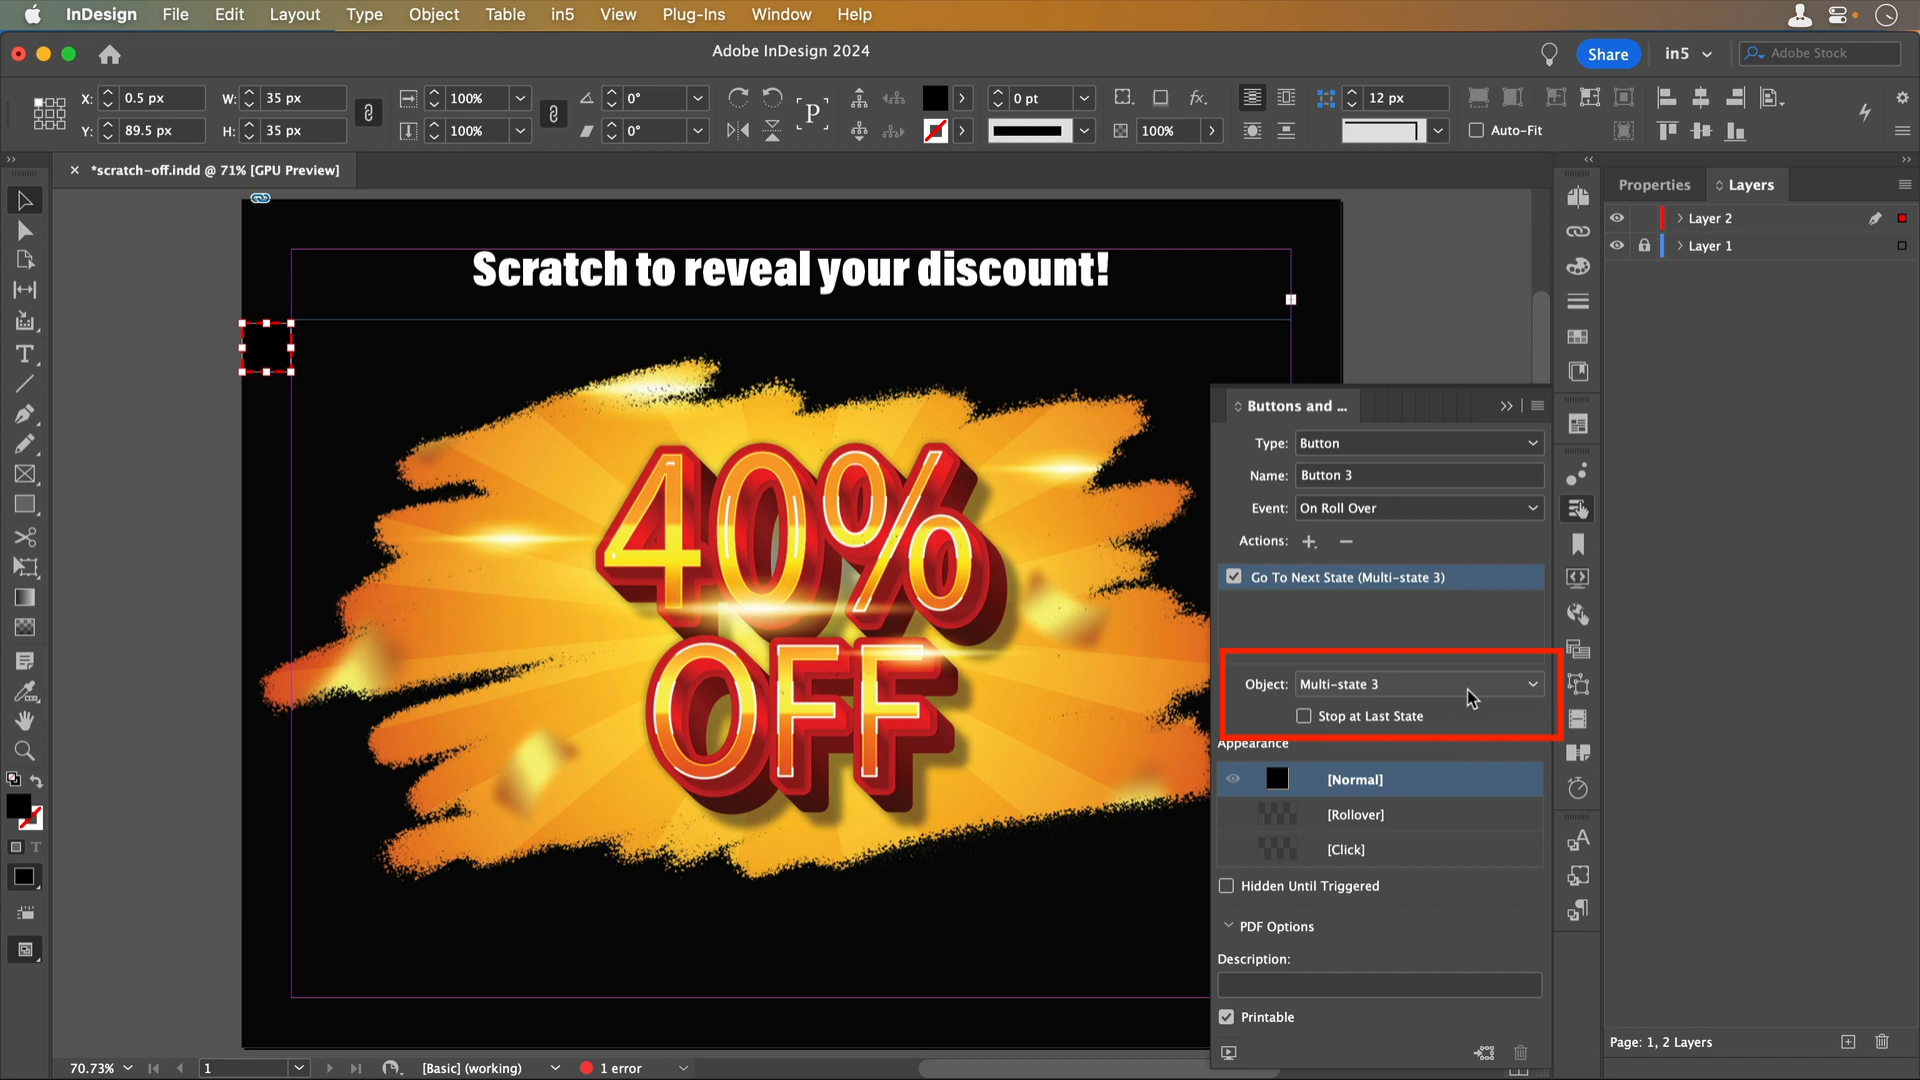 InDesign File Edit Layout Type Object Table in5 View Plug-Ins Window Help
Adobe InDesign 2024
Share
in5
Adobe Stock
X: 0.5 px W: 35 px 100% 0° 0 pt 12 px
Y: 89.5 px H: 35 px 100% 0° 100% Auto-Fit
P
fx.
*scratch-off.indd @ 71% [GPU Preview]
Properties Layers
Layer 2
Layer 1
Scratch to reveal your discount!
40%
OFF
Buttons and ...
Type: Button
Name: Button 3
Event: On Roll Over
Actions:
Go To Next State (Multi-state 3)
Object: Multi-state 3
Stop at Last State
Appearance
[Normal]
[Rollover]
[Click]
Hidden Until Triggered
PDF Options
Description:
Printable
Page: 1, 2 Layers
70.73% 1 [Basic] (working) 1 error